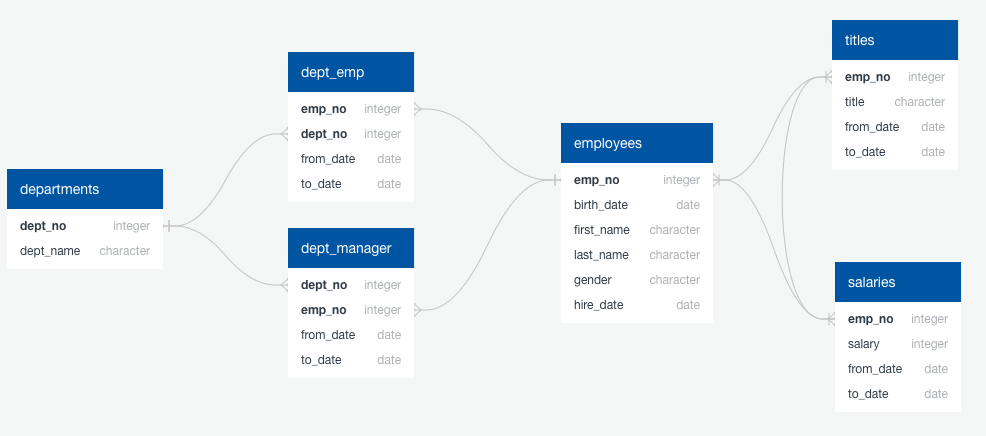 departments
dept_no integer
dept_name character
dept_emp
emp_no integer
dept_no integer
from_date date
to_date date
dept_manager
dept_no integer
emp_no integer
from_date date
to_date date
employees
emp_no integer
birth_date date
first_name character
last_name character
gender character
hire_date date
titles
emp_no integer
title character
from_date date
to_date date
salaries
emp_no integer
salary integer
from_date date
to_date date